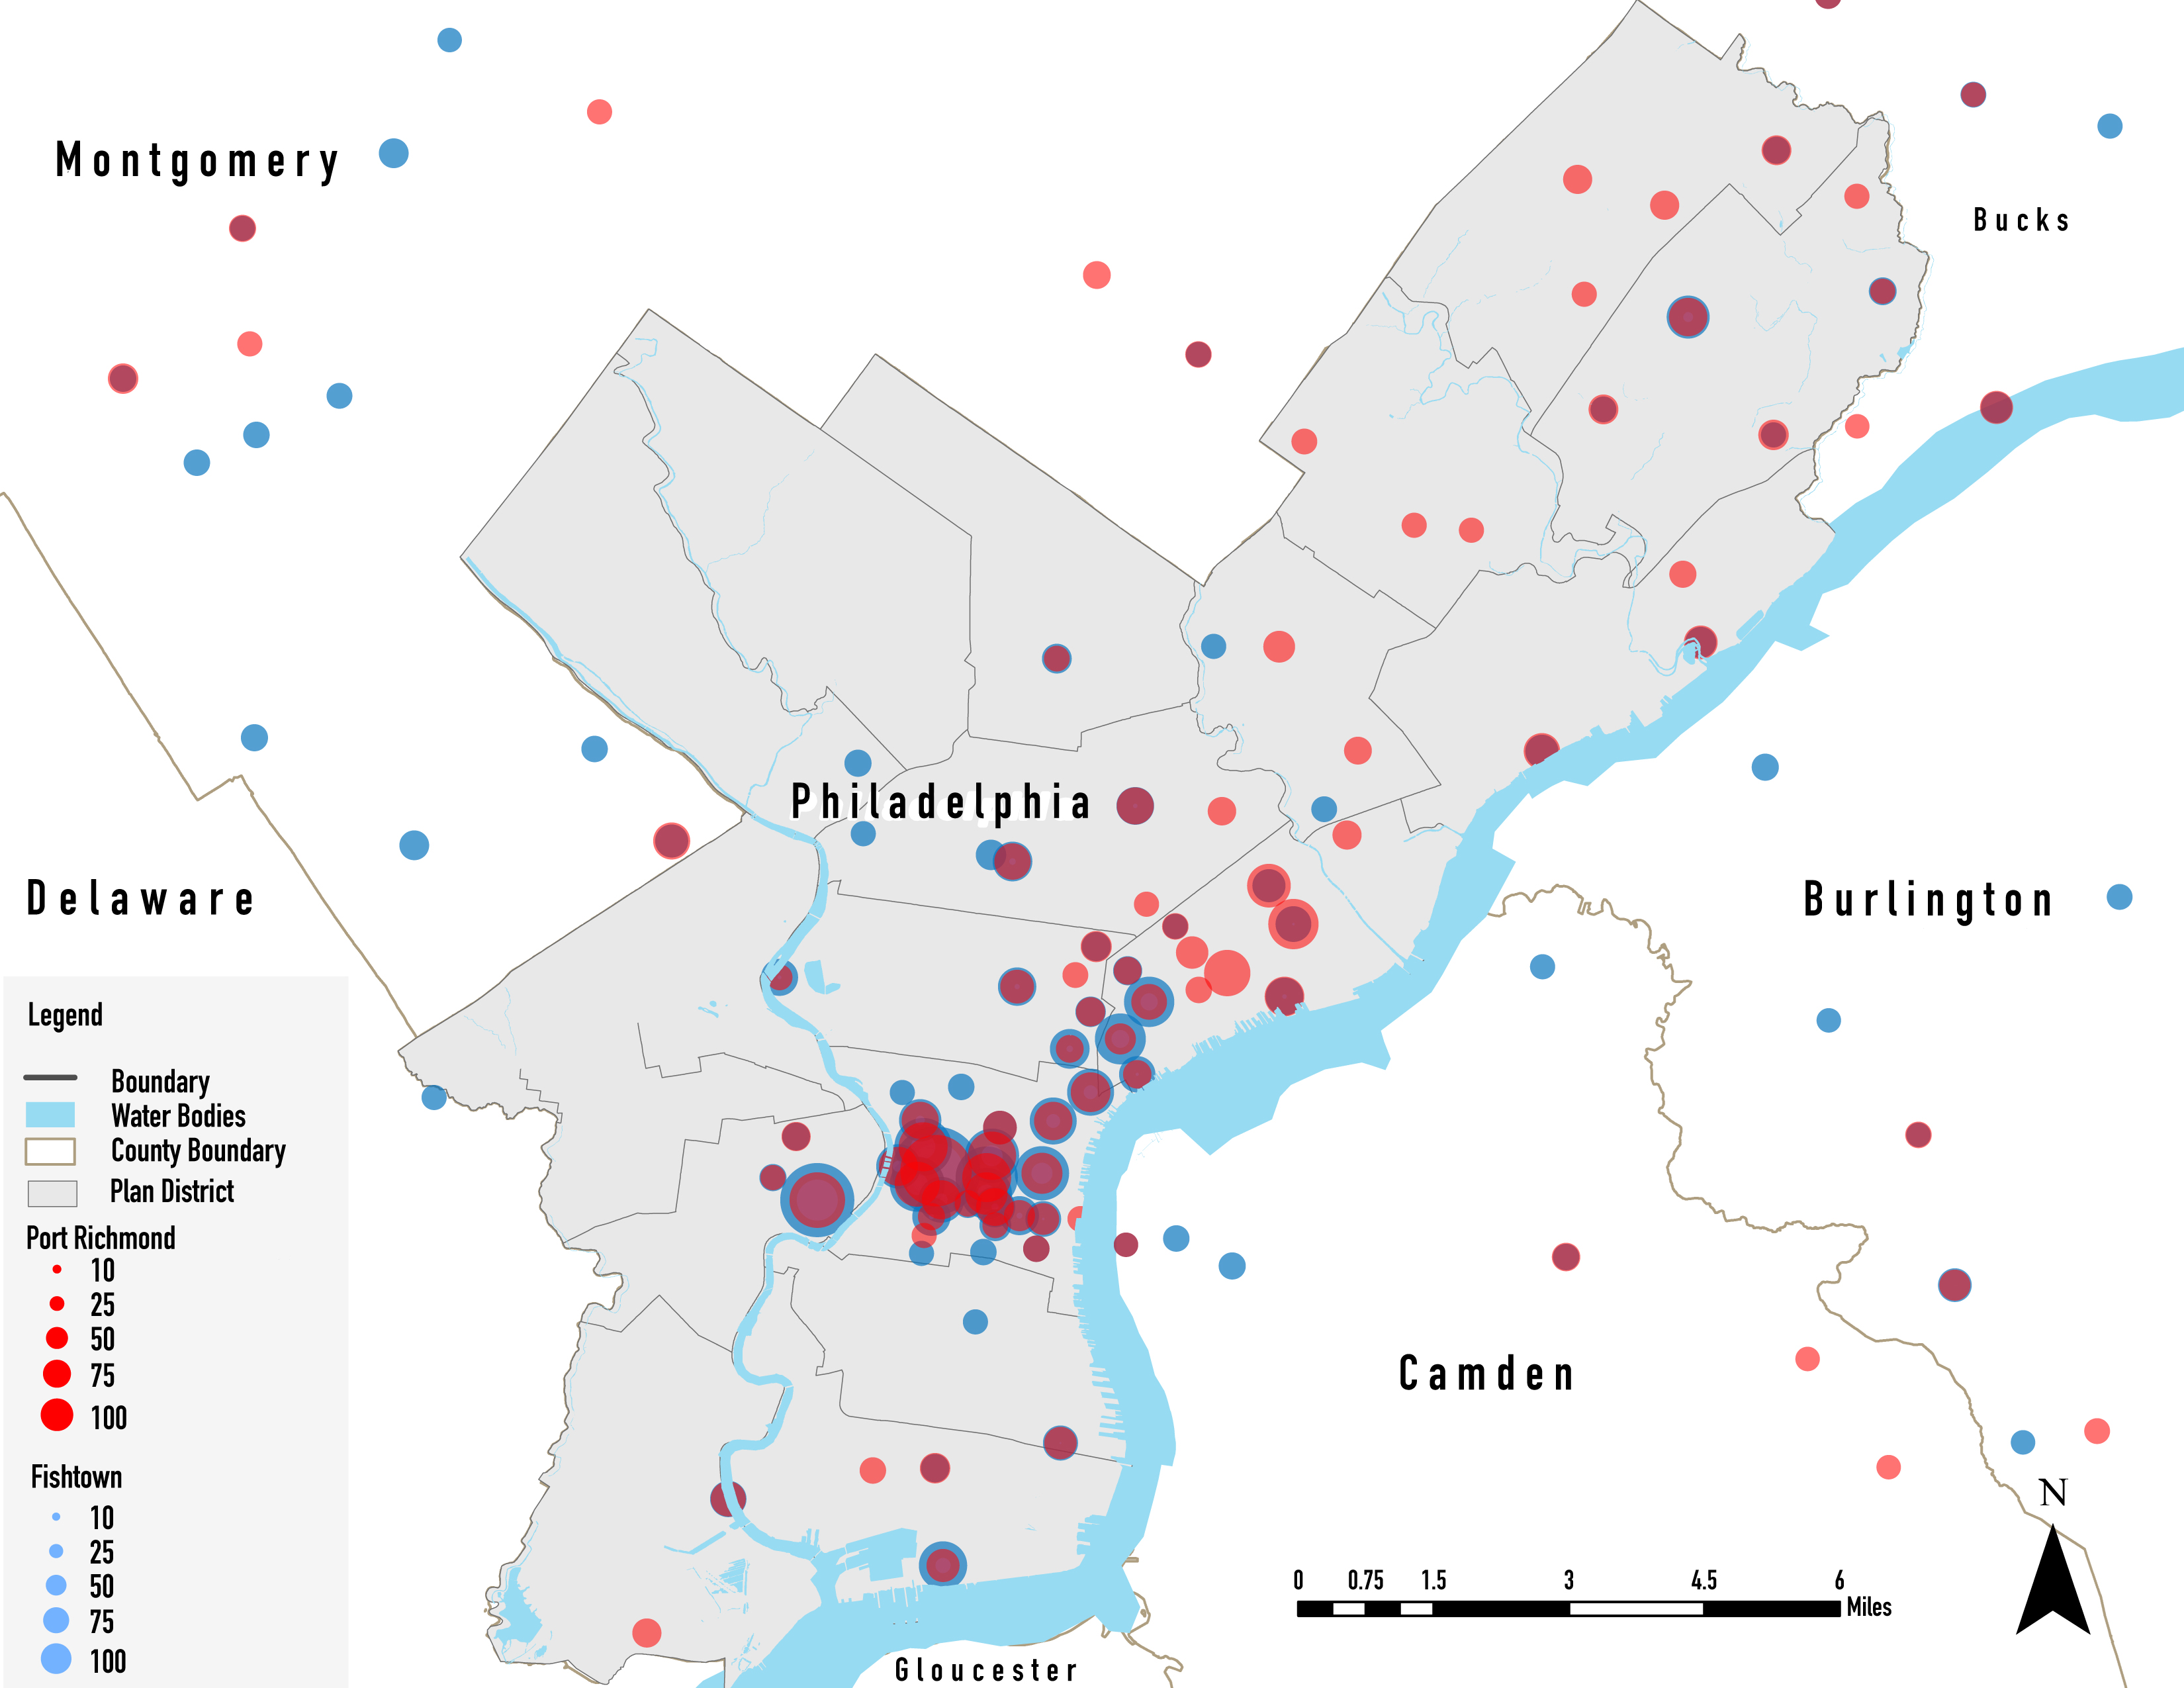 Montgomery
Bucks
Philadelphia
Delaware
Burlington
Legend
Boundary
Water Bodies
County Boundary
Plan District
Port Richmond
10
25
50
75
100
Fishtown
10
25
50
75
100
Camden
N
0 0.75 1.5 3 4.5 6
Miles
Gloucester